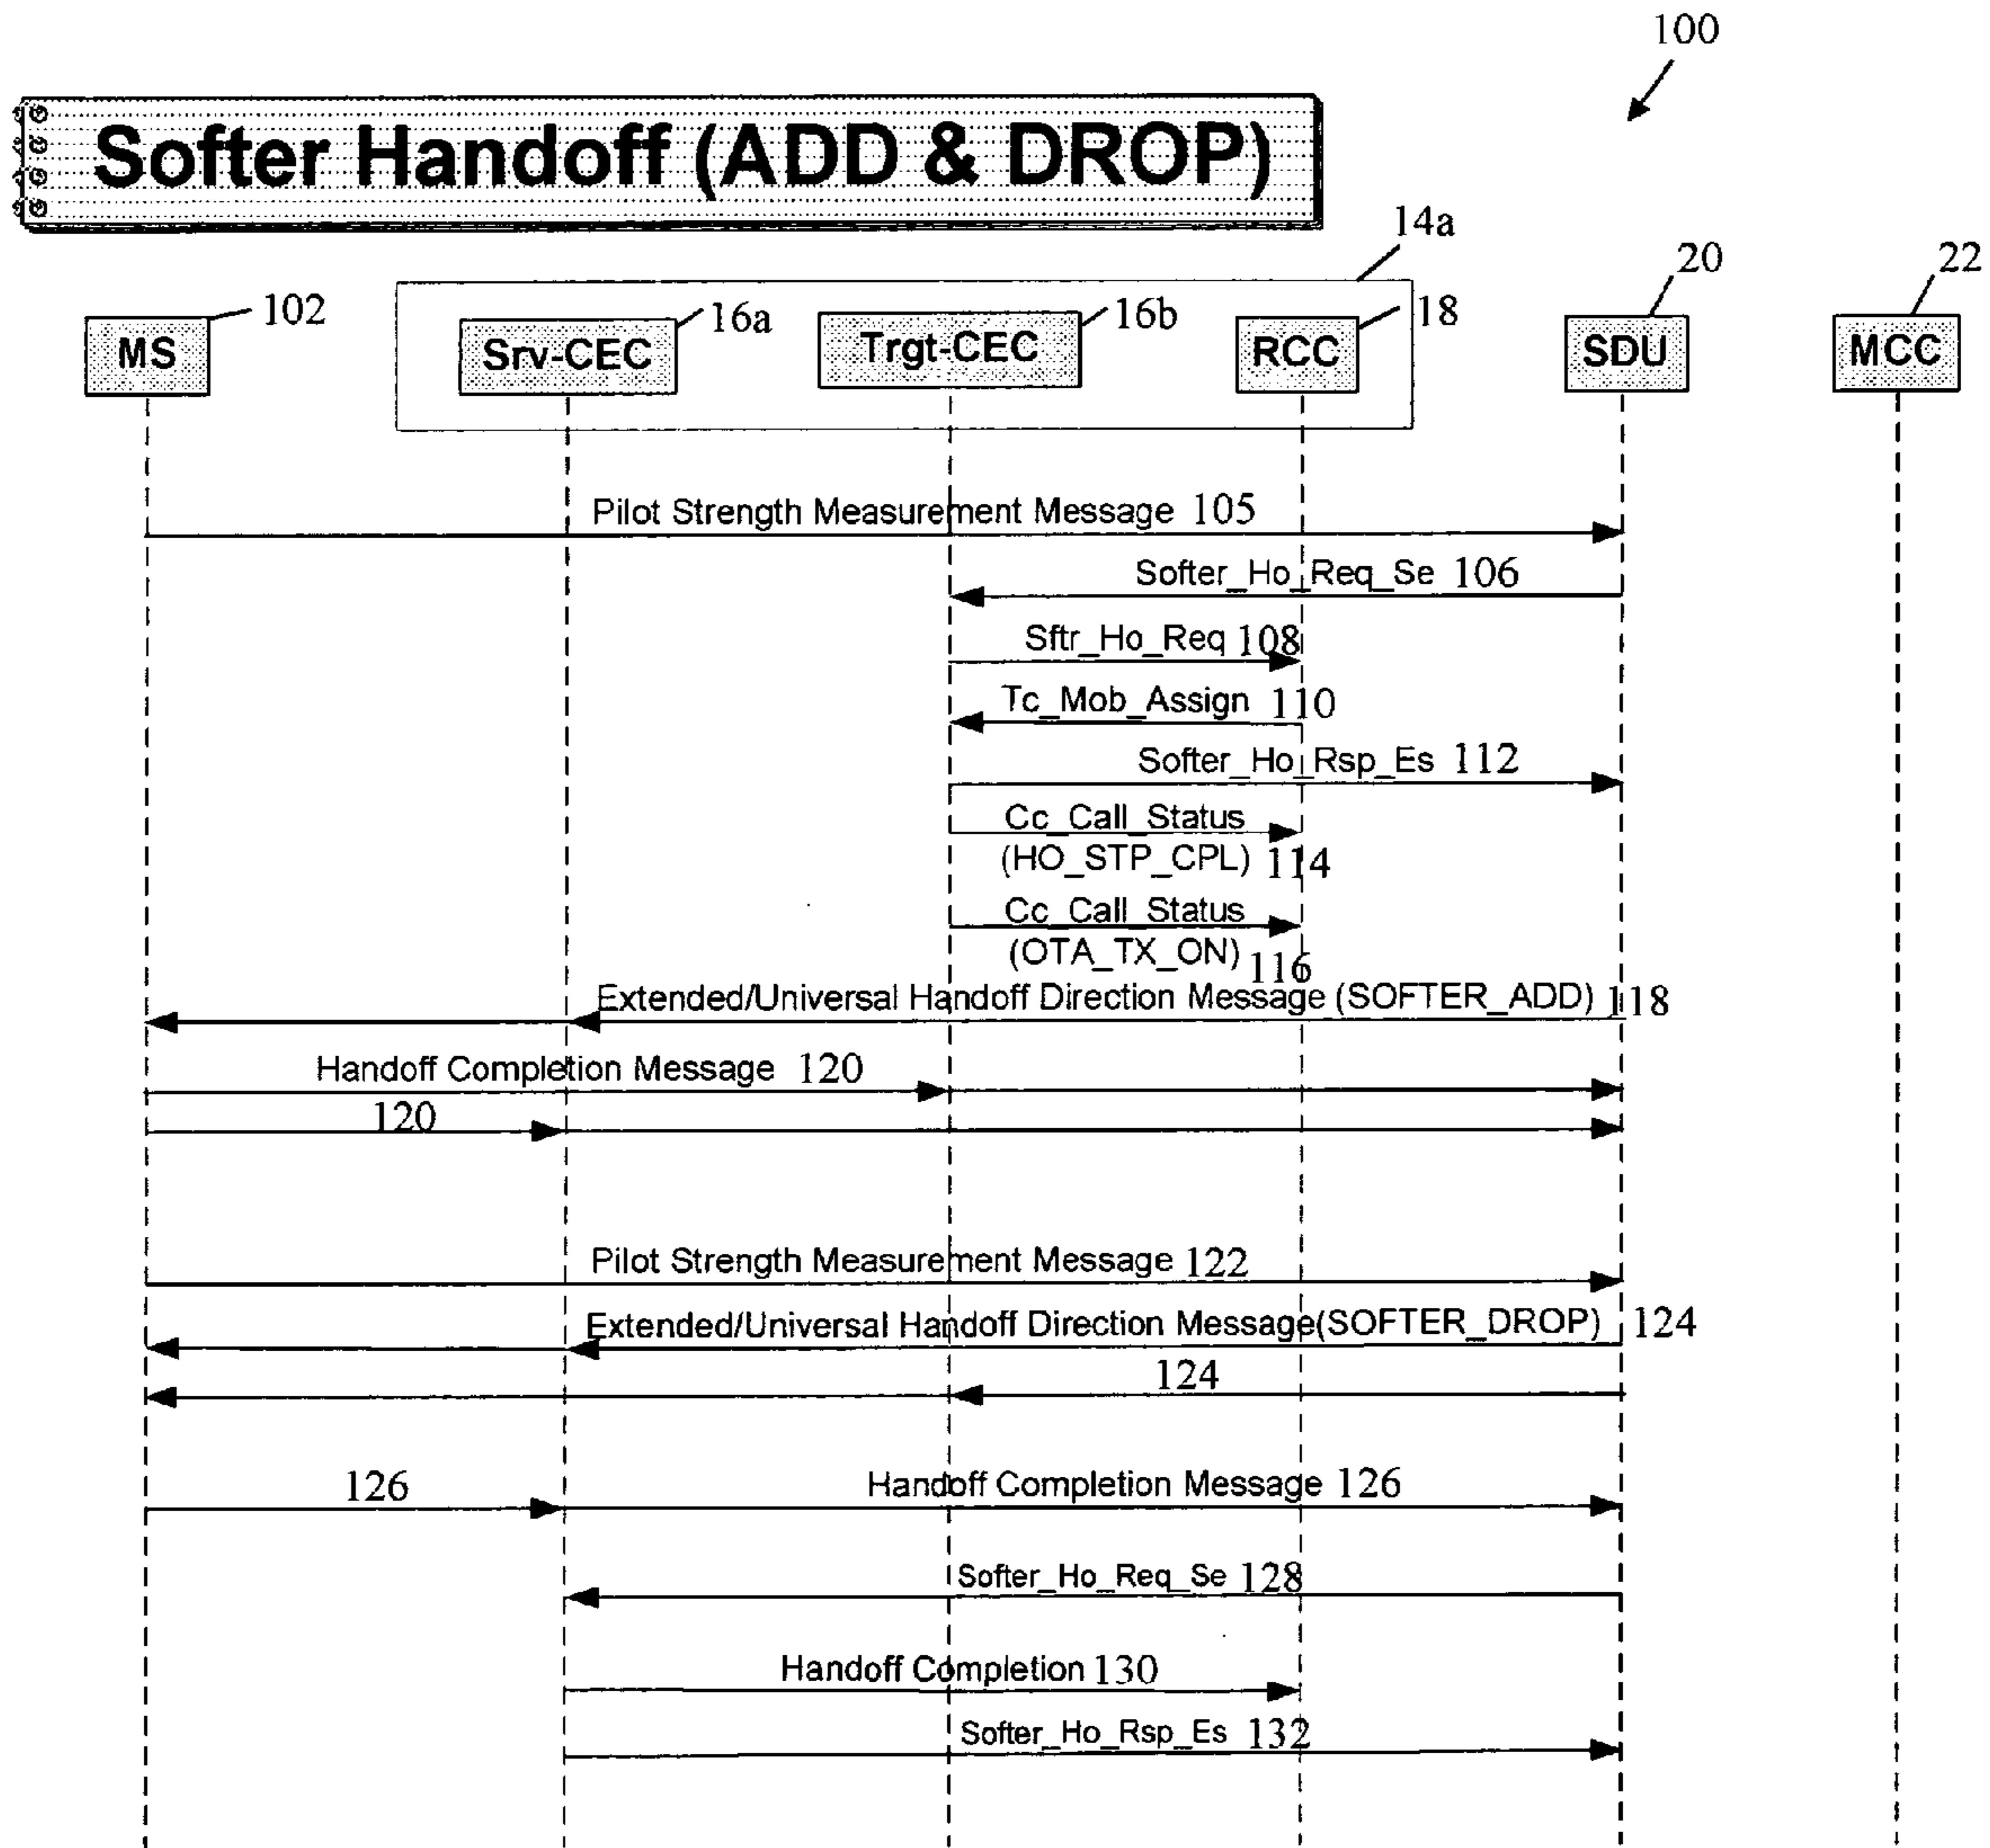 100
Softer Handoff (ADD & DROP)
14a
20
22
102
16a
16b
18
MS
Srv-CEC
Trgt-CEC
RCC
SDU
MCC
Pilot Strength Measurement Message 105
Softer_Ho_Req_Se 106
Sftr_Ho_Req 108
Tc_Mob_Assign 110
Softer_Ho_Rsp_Es 112
Cc_Call_Status
(HO_STP_CPL) 114
Cc_Call_Status
(OTA_TX_ON) 116
Extended/Universal Handoff Direction Message (SOFTER_ADD) 118
Handoff Completion Message 120
120
Pilot Strength Measurement Message 122
Extended/Universal Handoff Direction Message(SOFTER_DROP) 124
124
126
Handoff Completion Message 126
Softer_Ho_Req_Se 128
Handoff Completion 130
Softer_Ho_Rsp_Es 132